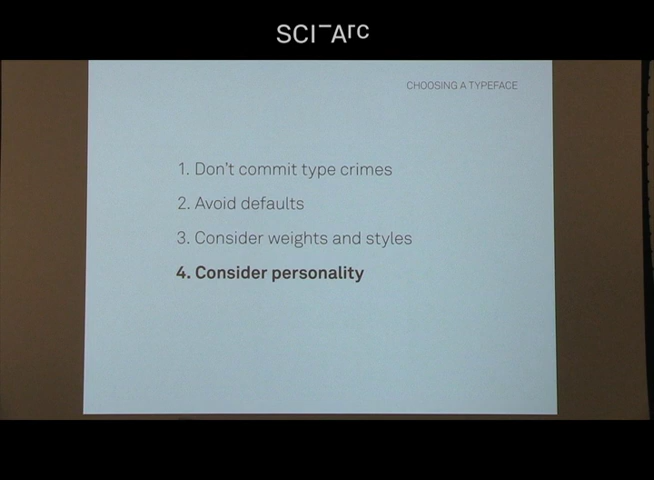 SCI-Arc
CHOOSING A TYPEFACE
1. Don't commit type crimes
2. Avoid defaults
3. Consider weights and styles
4. Consider personality